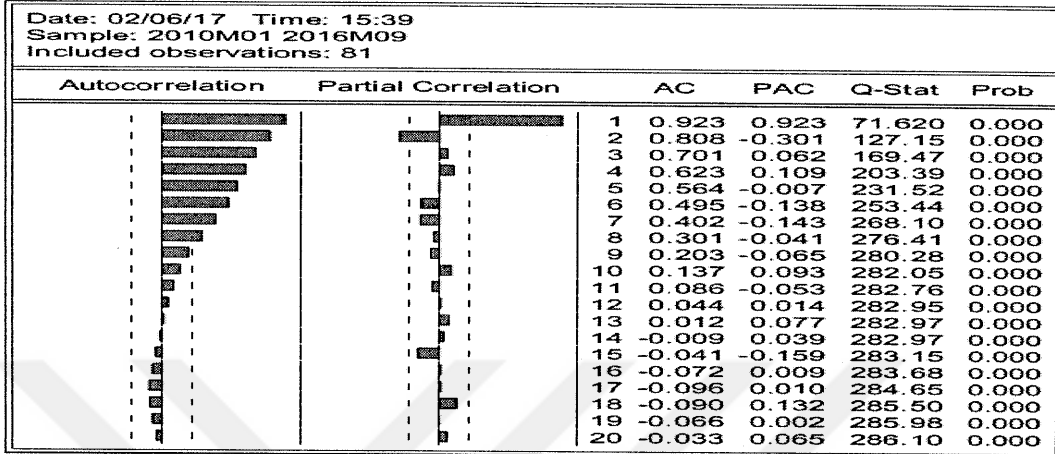 Date: 02/06/17 Time: 15:39
Sample: 2010M01 2016M09
Included observations: 81
Autocorrelation Partial Correlation AC PAC Q-Stat Prob
1 0.923 0.923 71.620 0.000
2 0.808 -0.301 127.15 0.000
3 0.701 0.062 169.47 0.000
4 0.623 0.109 203.39 0.000
5 0.564 -0.007 231.52 0.000
6 0.495 -0.138 253.44 0.000
7 0.402 -0.143 268.10 0.000
8 0.301 -0.041 276.41 0.000
9 0.203 -0.065 280.28 0.000
10 0.137 0.093 282.05 0.000
11 0.086 -0.053 282.76 0.000
12 0.044 0.014 282.95 0.000
13 0.012 0.077 282.97 0.000
14 -0.009 0.039 282.97 0.000
15 -0.041 -0.159 283.15 0.000
16 -0.072 0.009 283.68 0.000
17 -0.096 0.010 284.65 0.000
18 -0.090 0.132 285.50 0.000
19 -0.066 0.002 285.98 0.000
20 -0.033 0.065 286.10 0.000